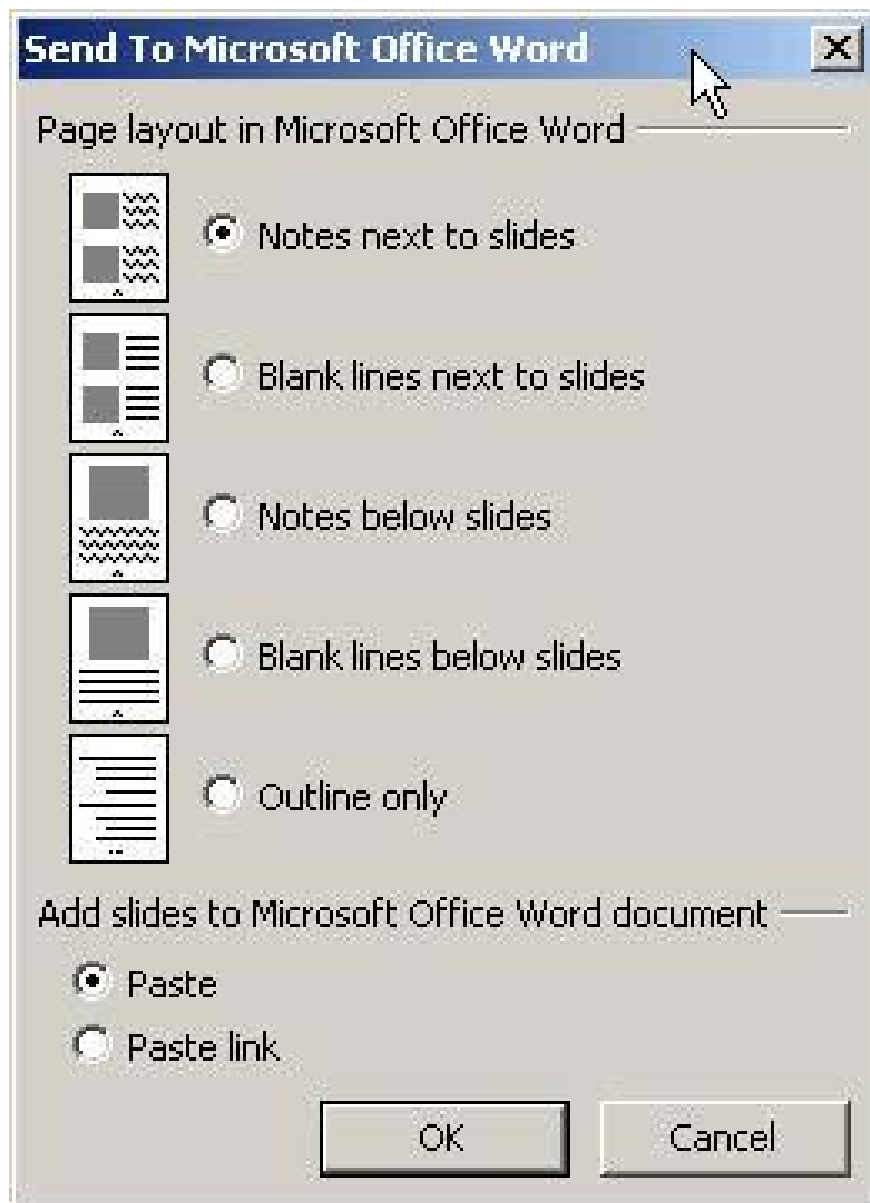 Send To Microsoft Office Word
Page layout in Microsoft Office Word
Notes next to slides
Blank lines next to slides
Notes below slides
Blank lines below slides
Outline only
Add slides to Microsoft Office Word document
Paste
Paste link
OK Cancel